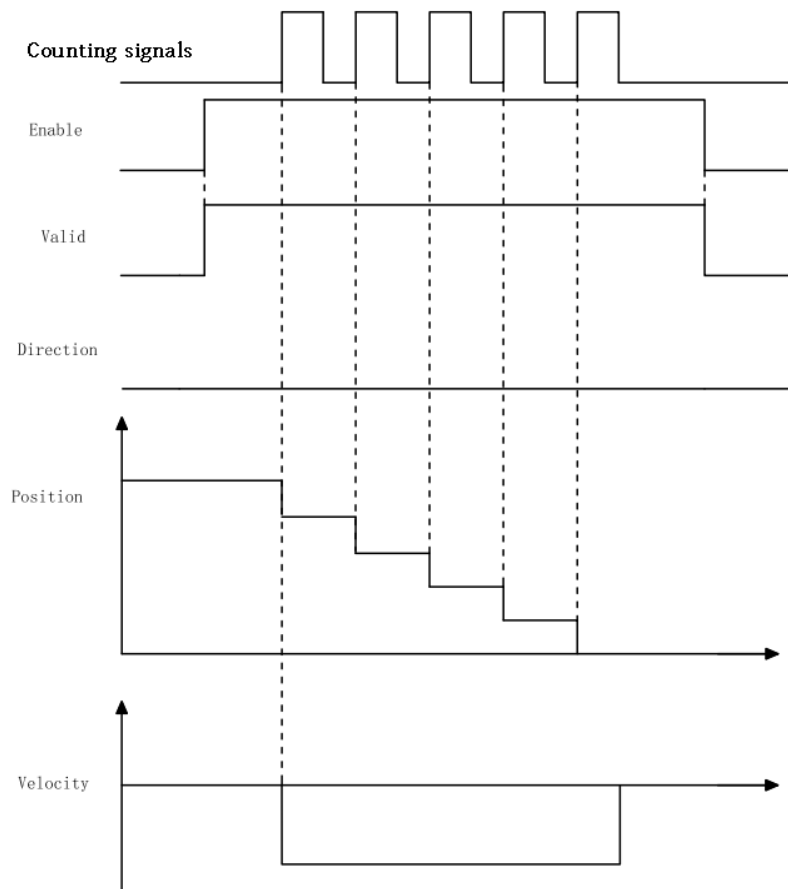 Counting signals
Enable
Valid
Direction
Position
Velocity